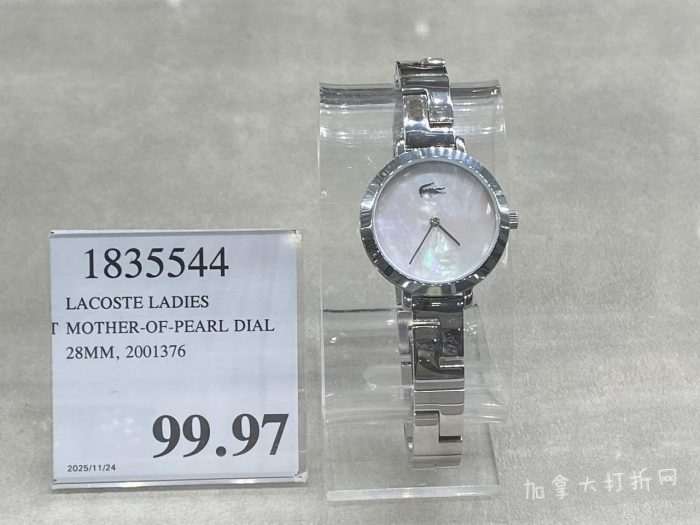 1835544
LACOSTE LADIES
T MOTHER-OF-PEARL DIAL
28MM, 2001376
99.97
2025/11/24
加拿大打折网